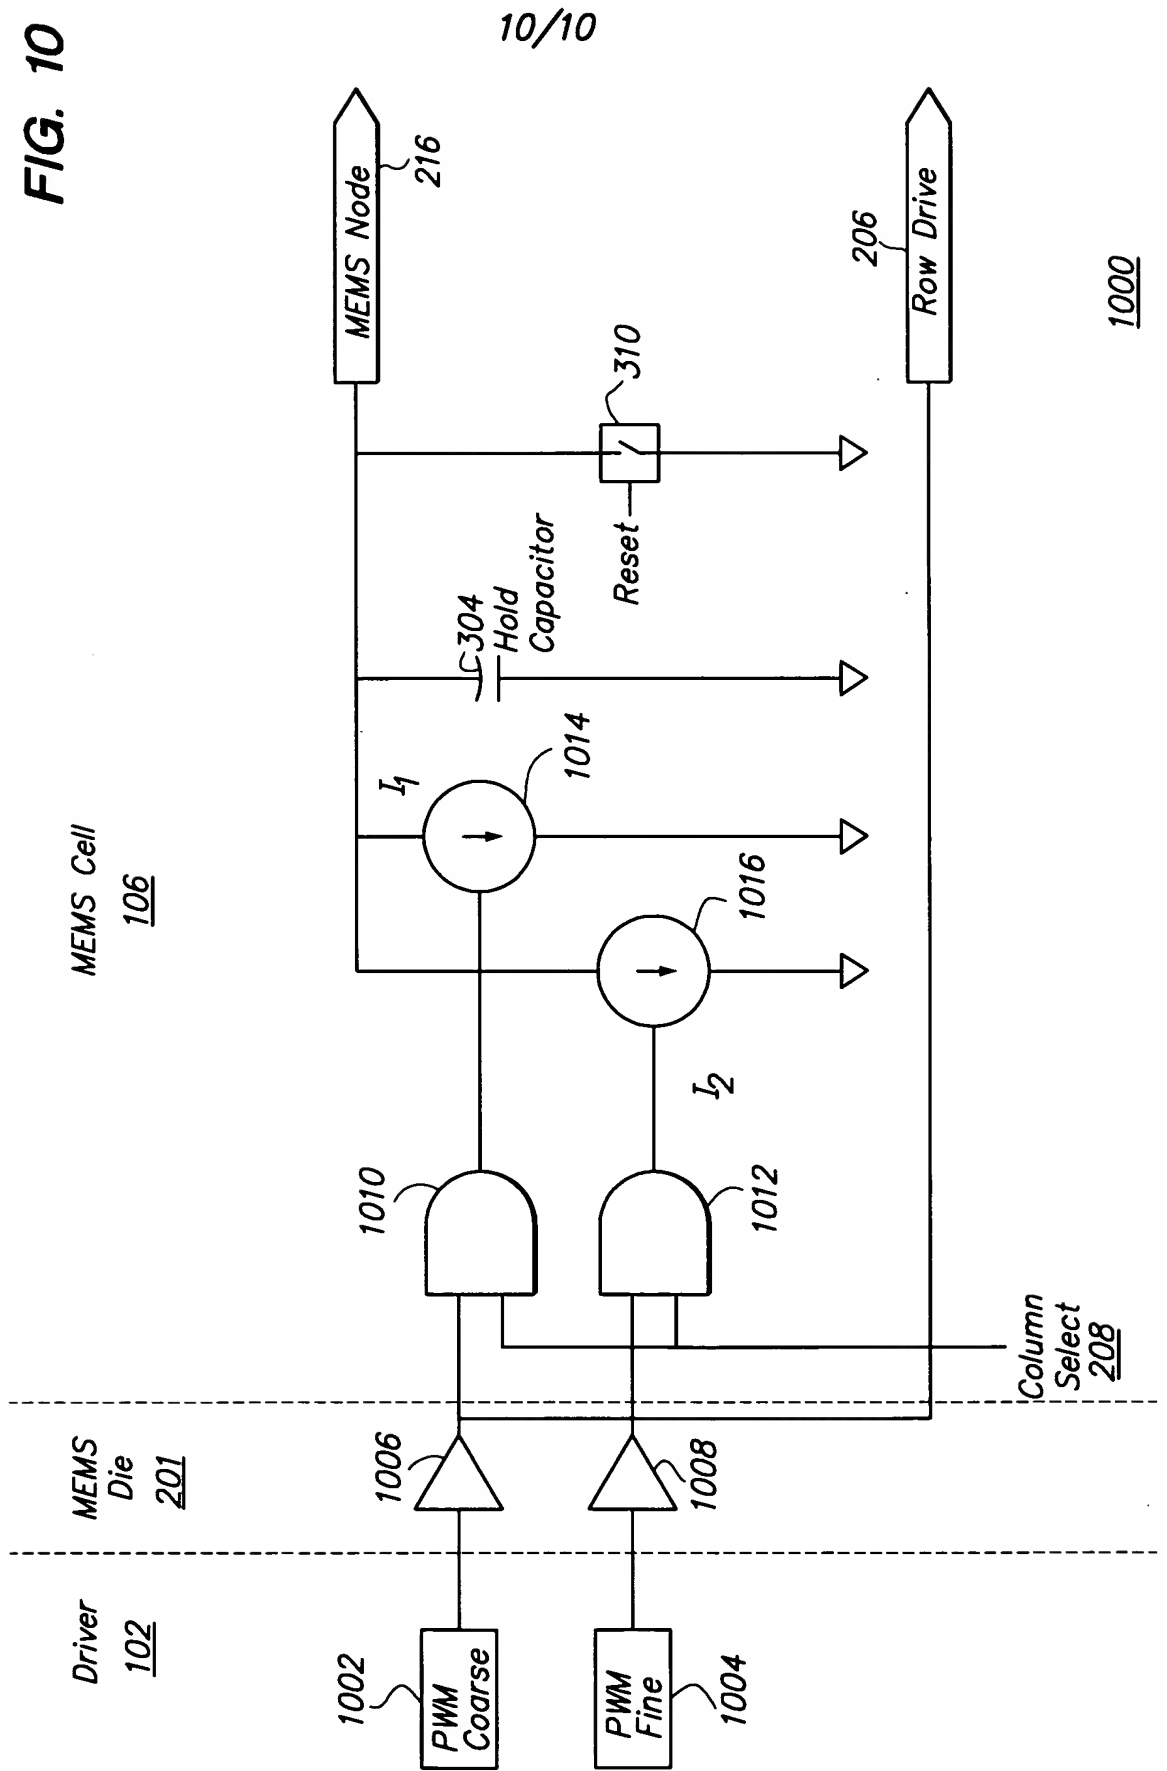 10/10
FIG. 10
Driver
102
MEMS
Die
201
MEMS Cell
106
1002
PWM
Coarse
1006
1010
I1
1014
304
Hold
Capacitor
Reset
310
MEMS Node
216
PWM
Fine
1004
1008
1012
I2
1016
Column
Select
208
206
Row Drive
1000